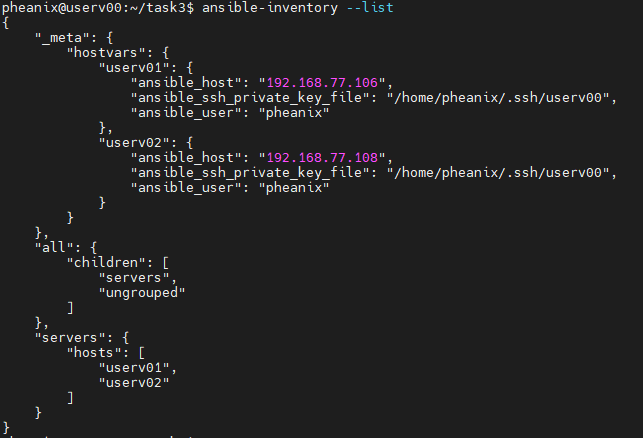 pheanix@userv00:~/task3$ ansible-inventory --list
{
    "_meta": {
        "hostvars": {
            "userv01": {
                "ansible_host": "192.168.77.106",
                "ansible_ssh_private_key_file": "/home/pheanix/.ssh/userv00",
                "ansible_user": "pheanix"
            },
            "userv02": {
                "ansible_host": "192.168.77.108",
                "ansible_ssh_private_key_file": "/home/pheanix/.ssh/userv00",
                "ansible_user": "pheanix"
            }
        }
    },
    "all": {
        "children": [
            "servers",
            "ungrouped"
        ]
    },
    "servers": {
        "hosts": [
            "userv01",
            "userv02"
        ]
    }
}